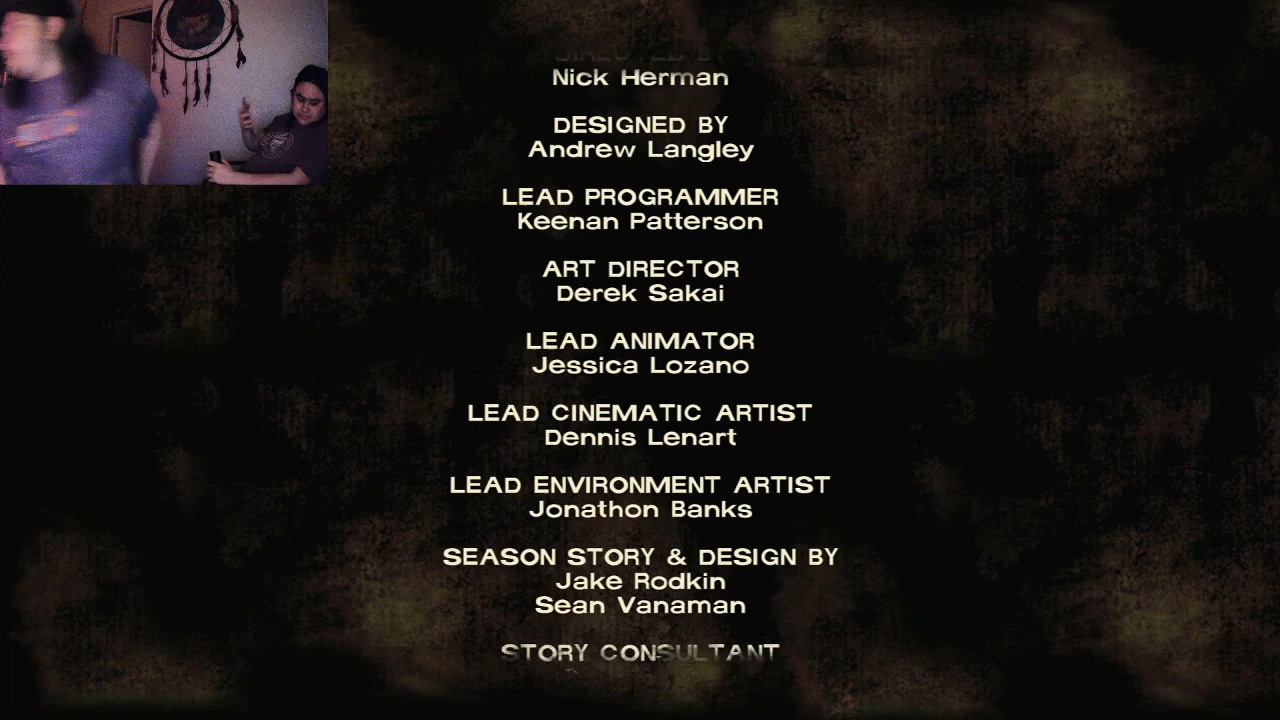 DIRECTED BY
Nick Herman
DESIGNED BY
Andrew Langley
LEAD PROGRAMMER
Keenan Patterson
ART DIRECTOR
Derek Sakai
LEAD ANIMATOR
Jessica Lozano
LEAD CINEMATIC ARTIST
Dennis Lenart
LEAD ENVIRONMENT ARTIST
Jonathon Banks
SEASON STORY & DESIGN BY
Jake Rodkin
Sean Vanaman
STORY CONSULTANT